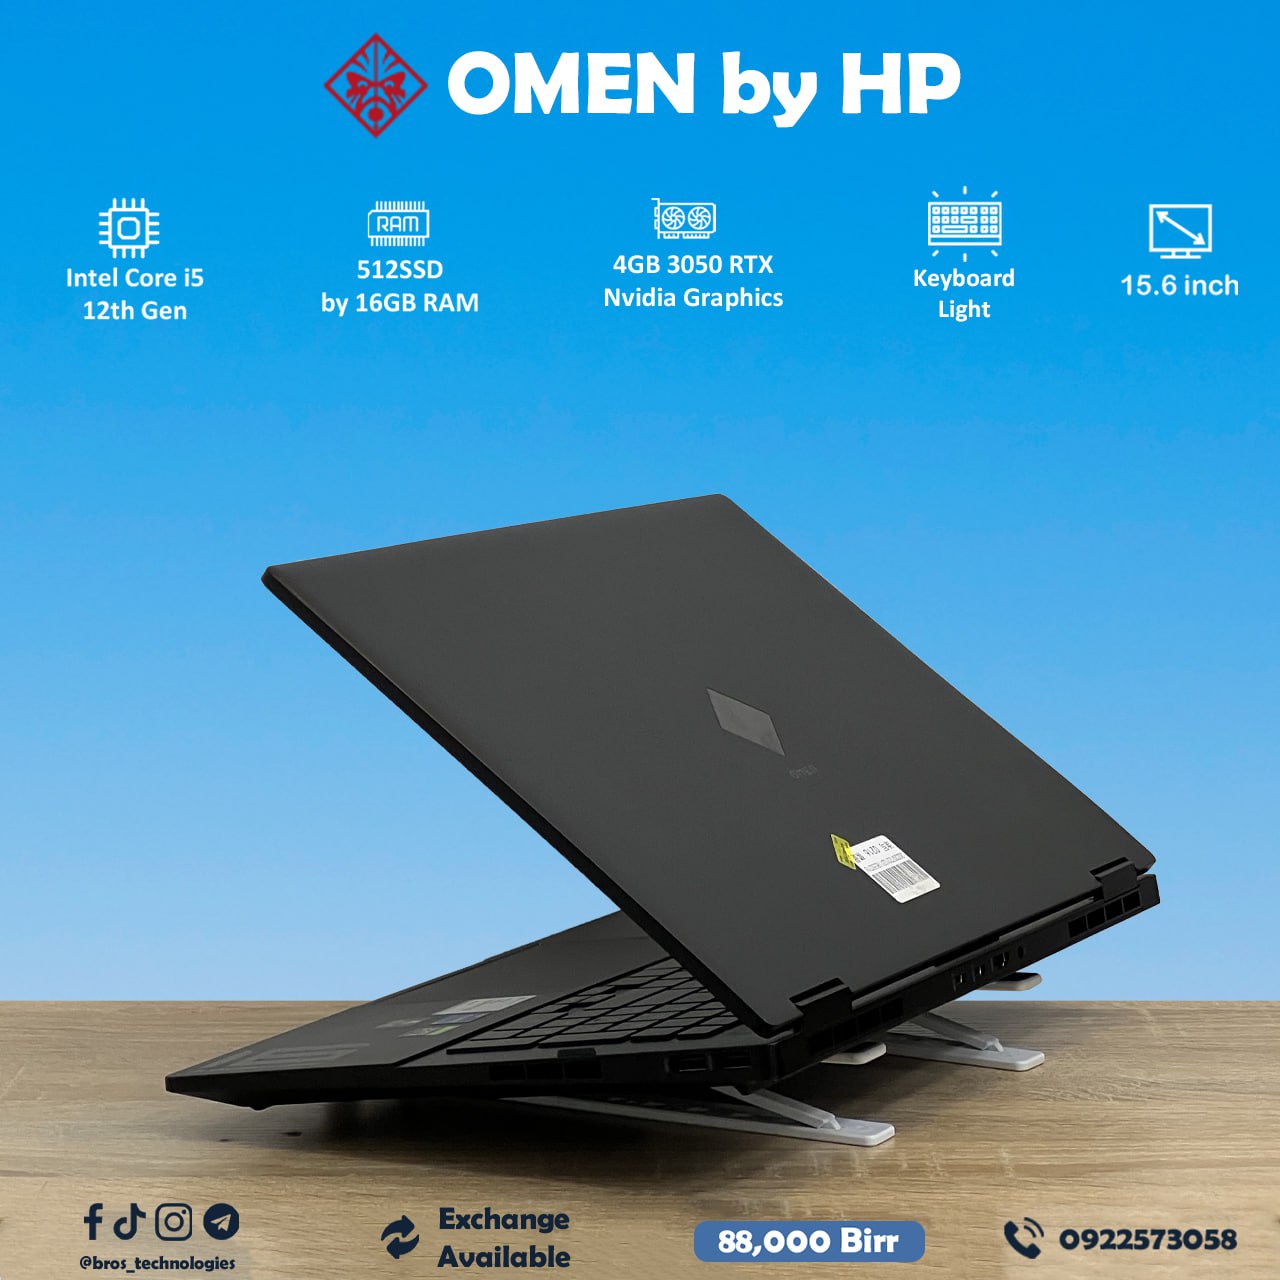 OMEN by HP
Intel Core i5
12th Gen
RAM
512SSD
by 16GB RAM
4GB 3050 RTX
Nvidia Graphics
Keyboard
Light
15.6 inch
OMEN
@bros_technologies
Exchange
Available
88,000 Birr
0922573058